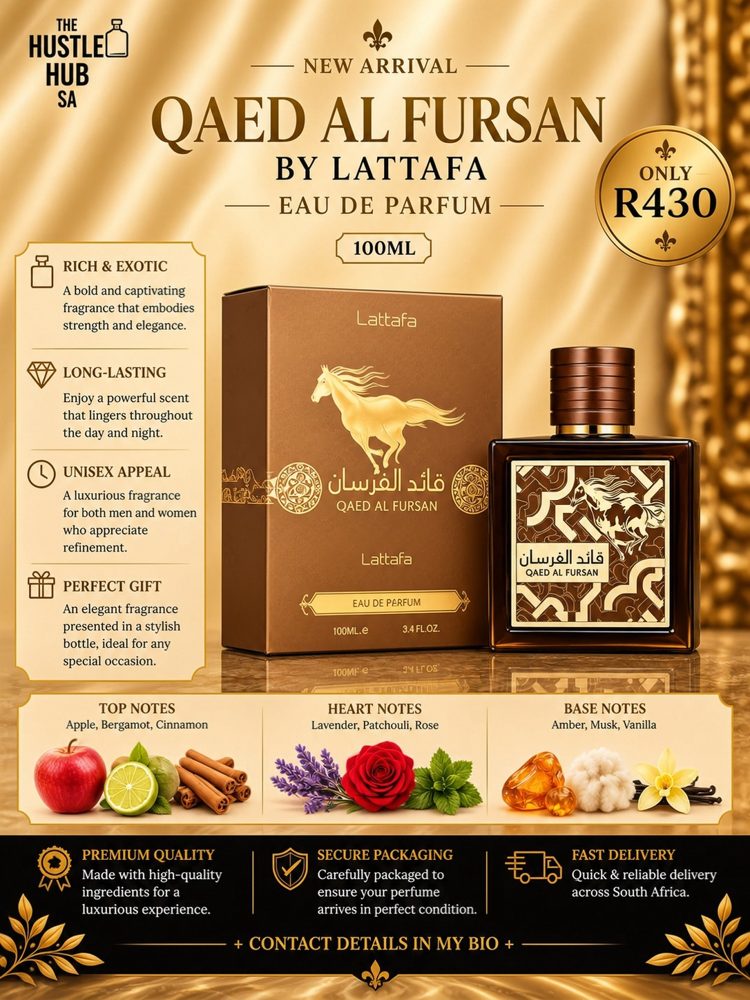 THE
HUSTLE
HUB
SA
NEW ARRIVAL
QAED AL FURSAN
BY LATTAFA
EAU DE PARFUM
100ML
ONLY
R430
RICH & EXOTIC
A bold and captivating
fragrance that embodies
strength and elegance.
LONG-LASTING
Enjoy a powerful scent
that lingers throughout
the day and night.
UNISEX APPEAL
A luxurious fragrance
for both men and women
who appreciate
refinement.
PERFECT GIFT
An elegant fragrance
presented in a stylish
bottle, ideal for any
special occasion.
Lattafa
قائد الفرسان
QAED AL FURSAN
Lattafa
EAU DE PARFUM
100ML.e 3.4 FL.OZ.
قائد الفرسان
QAED AL FURSAN
TOP NOTES
Apple, Bergamot, Cinnamon
HEART NOTES
Lavender, Patchouli, Rose
BASE NOTES
Amber, Musk, Vanilla
PREMIUM QUALITY
Made with high-quality
ingredients for a
luxurious experience.
SECURE PACKAGING
Carefully packaged to
ensure your perfume
arrives in perfect condition.
FAST DELIVERY
Quick & reliable delivery
across South Africa.
+ CONTACT DETAILS IN MY BIO +